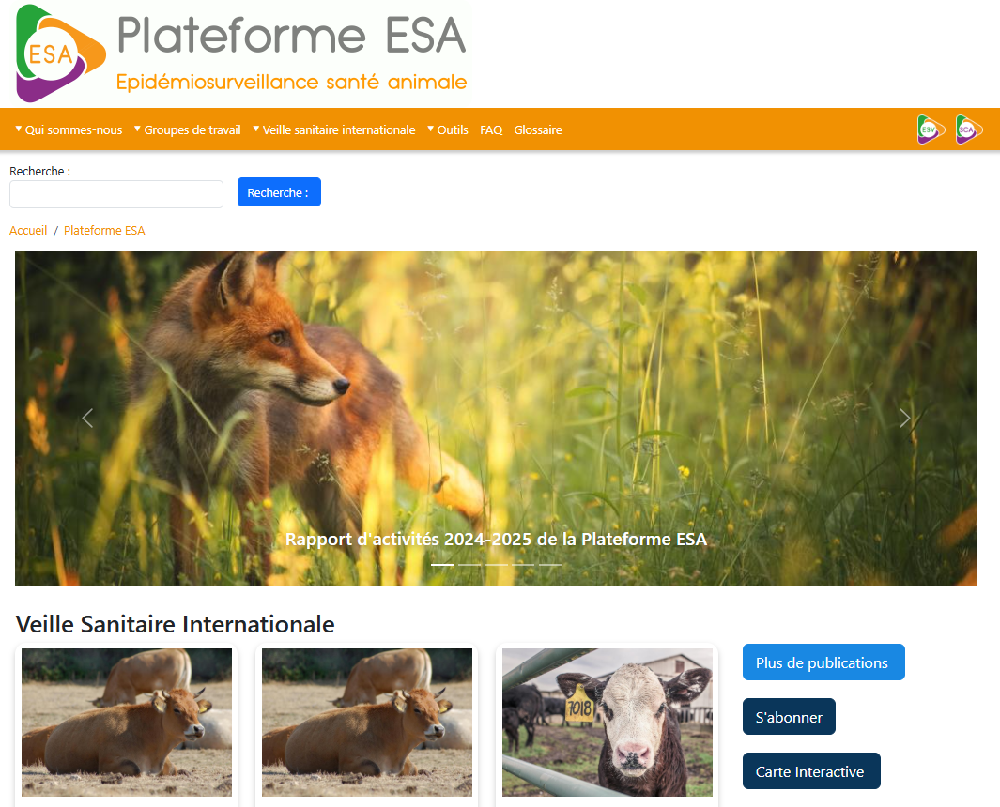 ESA
Plateforme ESA
Epidémiosurveillance santé animale
Qui sommes-nous Groupes de travail Veille sanitaire internationale Outils FAQ Glossaire ESV SCA
Recherche :
Recherche :
Accueil / Plateforme ESA
Rapport d'activités 2024-2025 de la Plateforme ESA
Veille Sanitaire Internationale
7018
Plus de publications
S'abonner
Carte Interactive